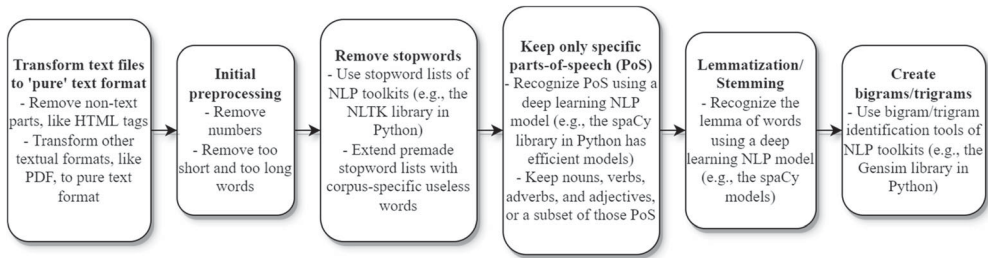 Transform text files
to 'pure' text format
- Remove non-text
parts, like HTML tags
- Transform other
textual formats, like
PDF, to pure text
format
Initial
preprocessing
- Remove
numbers
- Remove too
short and too long
words
Remove stopwords
- Use stopword lists of
NLP toolkits (e.g., the
NLTK library in
Python)
- Extend premade
stopword lists with
corpus-specific useless
words
Keep only specific
parts-of-speech (PoS)
- Recognize PoS using a
deep learning NLP
model (e.g., the spaCy
library in Python has
efficient models)
- Keep nouns, verbs,
adverbs, and adjectives,
or a subset of those PoS
Lemmatization/
Stemming
- Recognize the
lemma of words
using a deep
learning NLP model
(e.g., the spaCy
models)
Create
bigrams/trigrams
- Use bigram/trigram
identification tools of
NLP toolkits (e.g., the
Gensim library in
Python)